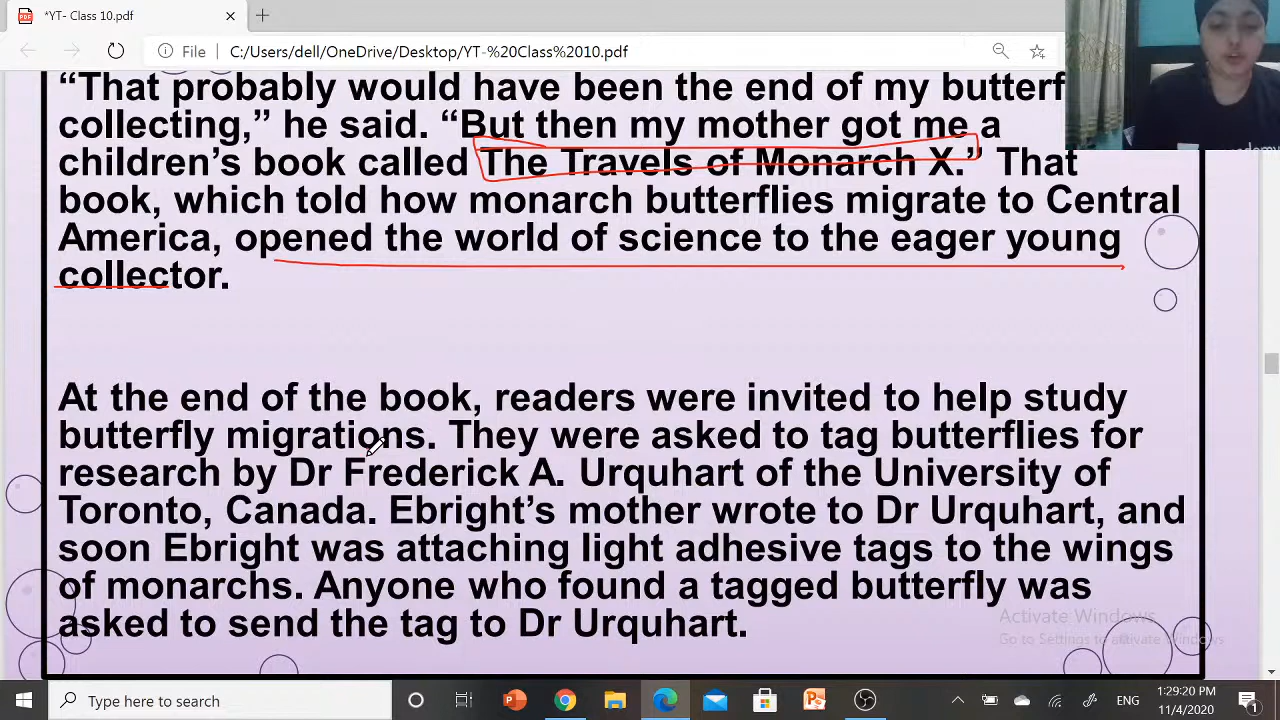 *YT- Class 10.pdf
File C:/Users/dell/OneDrive/Desktop/YT-%20Class%2010.pdf
“That probably would have been the end of my butterf
collecting,” he said. “But then my mother got me a
children’s book called The Travels of Monarch X.” That
book, which told how monarch butterflies migrate to Central
America, opened the world of science to the eager young
collector.
At the end of the book, readers were invited to help study
butterfly migrations. They were asked to tag butterflies for
research by Dr Frederick A. Urquhart of the University of
Toronto, Canada. Ebright’s mother wrote to Dr Urquhart, and
soon Ebright was attaching light adhesive tags to the wings
of monarchs. Anyone who found a tagged butterfly was
asked to send the tag to Dr Urquhart.
Activate Windows
Go to Settings to activate Windows.
Type here to search
ENG
1:29:20 PM
11/4/2020